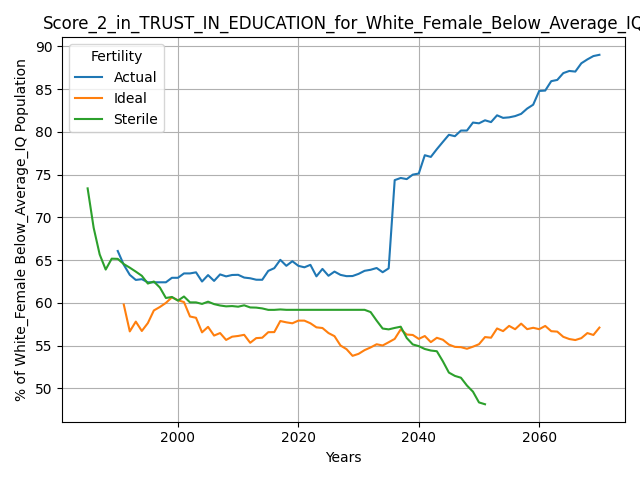 Score_2_in_TRUST_IN_EDUCATION_for_White_Female_Below_Average_IQ
Fertility
Actual
Ideal
Sterile
% of White_Female Below_Average_IQ Population
90
85
80
75
70
65
60
55
50
2000
2020
2040
2060
Years